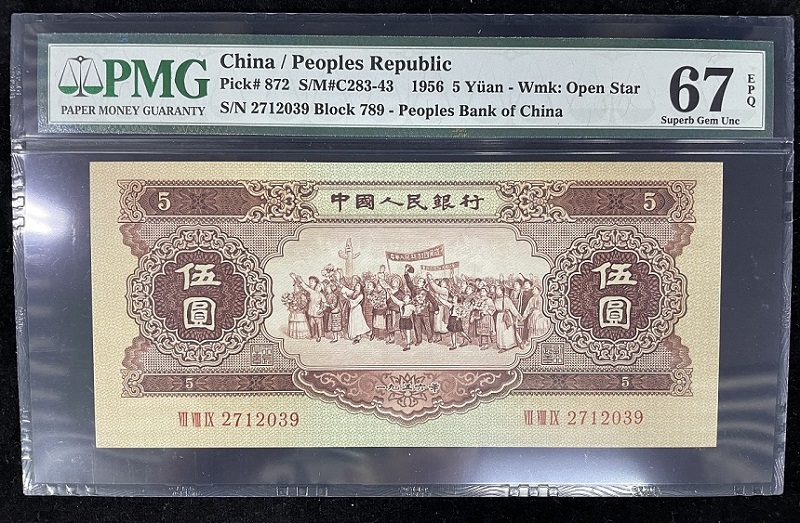 PMG
PAPER MONEY GUARANTY
China / Peoples Republic
Pick# 872 S/M#C283-43 1956 5 Yüan - Wmk: Open Star
S/N 2712039 Block 789 - Peoples Bank of China
67 EPQ
Superb Gem Unc
5 中國人民銀行 5
伍圓 伍圓
5 一九五六年 5
VII VIII IX 2712039 VII VIII IX 2712039